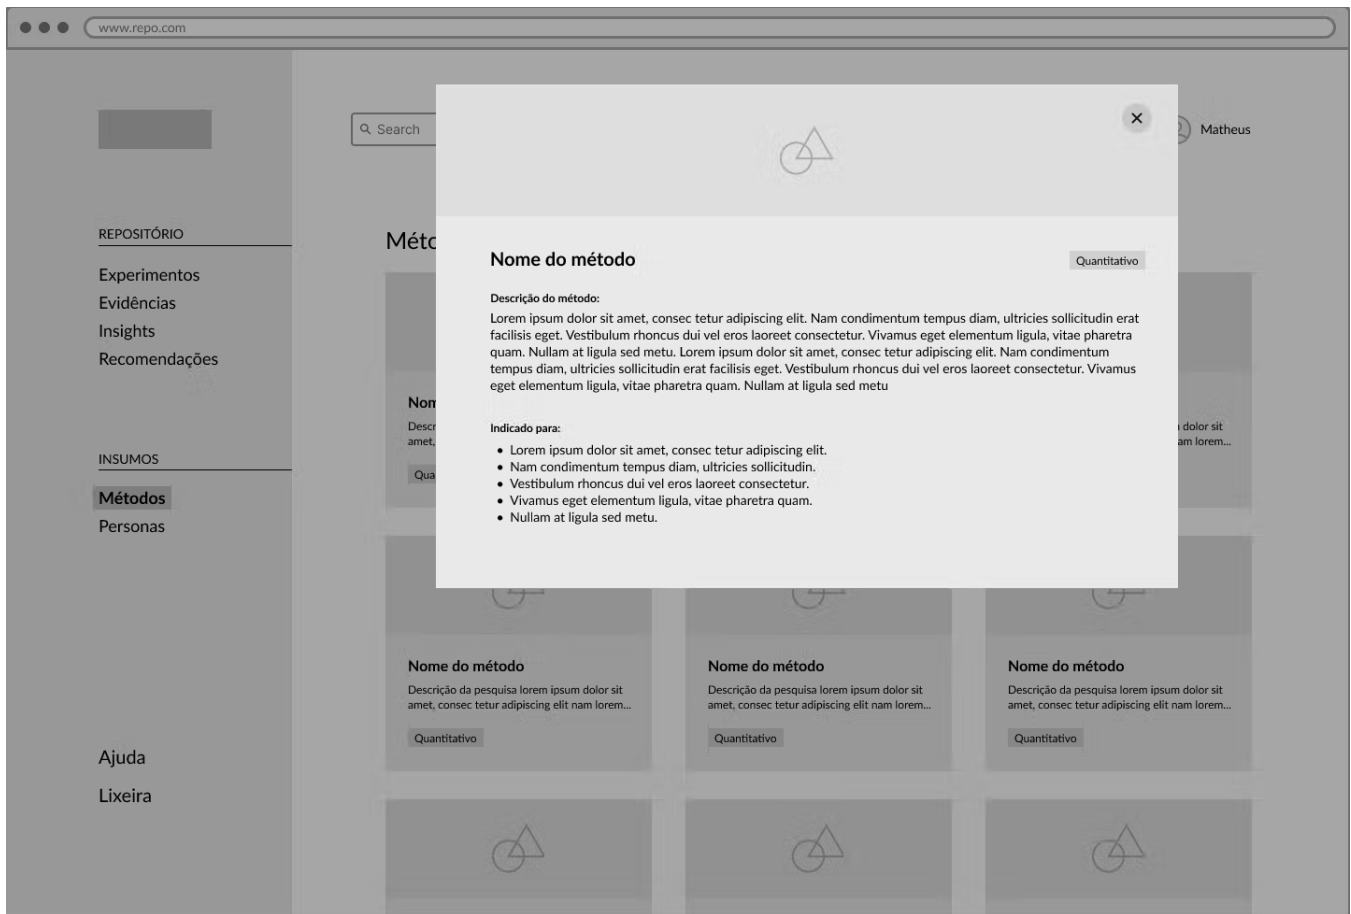 www.repo.com
Search
Matheus
REPOSITÓRIO
Experimentos
Evidências
Insights
Recomendações
INSUMOS
Métodos
Personas
Ajuda
Lixeira
Nome do método
Quantitativo
Descrição do método:
Lorem ipsum dolor sit amet, consec tetur adipiscing elit. Nam condimentum tempus diam, ultricies sollicitudin erat
facilisis eget. Vestibulum rhoncus dui vel eros laoreet consectetur. Vivamus eget elementum ligula, vitae pharetra
quam. Nullam at ligula sed metu. Lorem ipsum dolor sit amet, consec tetur adipiscing elit. Nam condimentum
tempus diam, ultricies sollicitudin erat facilisis eget. Vestibulum rhoncus dui vel eros laoreet consectetur. Vivamus
eget elementum ligula, vitae pharetra quam. Nullam at ligula sed metu
Indicado para:
• Lorem ipsum dolor sit amet, consec tetur adipiscing elit.
• Nam condimentum tempus diam, ultricies sollicitudin.
• Vestibulum rhoncus dui vel eros laoreet consectetur.
• Vivamus eget elementum ligula, vitae pharetra quam.
• Nullam at ligula sed metu.
amet,
dolor sit
lorem...
Nome do método
Descrição da pesquisa lorem ipsum dolor sit
amet, consec tetur adipiscing elit nam lorem...
Quantitativo
Nome do método
Descrição da pesquisa lorem ipsum dolor sit
amet, consec tetur adipiscing elit nam lorem...
Quantitativo
Nome do método
Descrição da pesquisa lorem ipsum dolor sit
amet, consec tetur adipiscing elit nam lorem...
Quantitativo